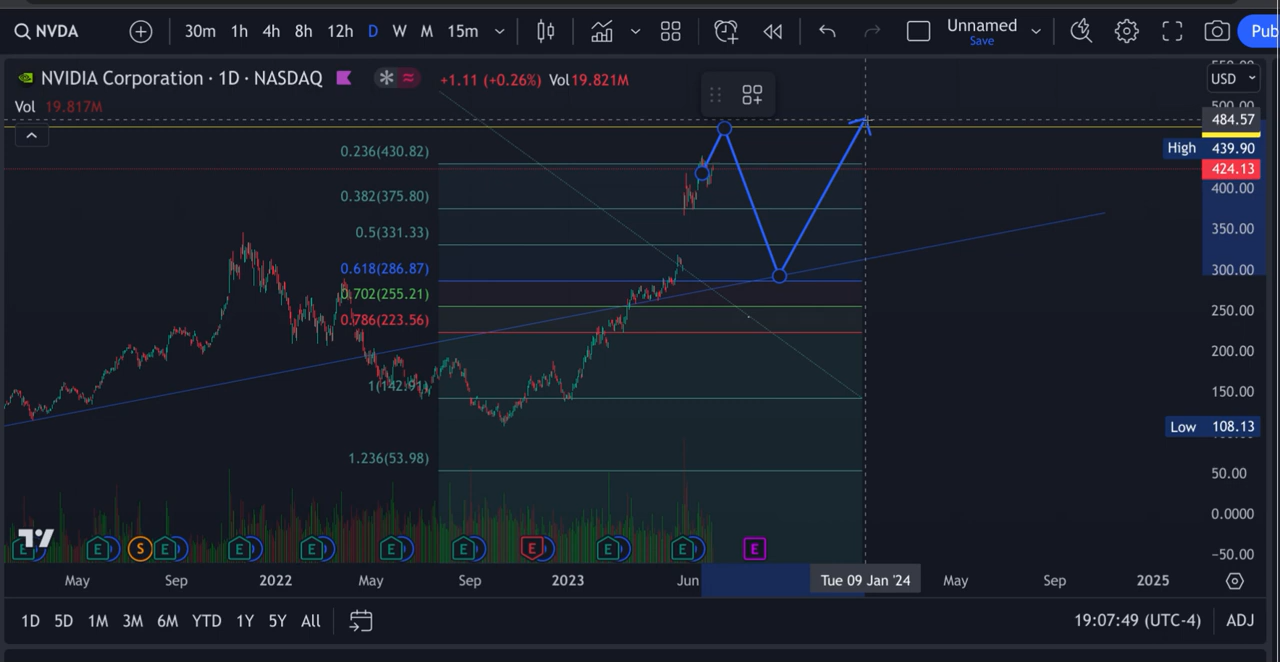 NVDA 30m 1h 4h 8h 12h D W M 15m Unnamed Pub
Save
NVIDIA Corporation · 1D · NASDAQ +1.11 (+0.26%) Vol 19.821M USD
Vol 19.817M
500.00
484.57
High 439.90
424.13
400.00
350.00
300.00
250.00
200.00
150.00
Low 108.13
50.00
0.0000
−50.00
0.236(430.82)
0.382(375.80)
0.5(331.33)
0.618(286.87)
0.702(255.21)
0.786(223.56)
1(142.91)
1.236(53.98)
E E S E E E E E E E E E
May Sep 2022 May Sep 2023 Jun Tue 09 Jan '24 May Sep 2025
1D 5D 1M 3M 6M YTD 1Y 5Y All 19:07:49 (UTC-4) ADJ